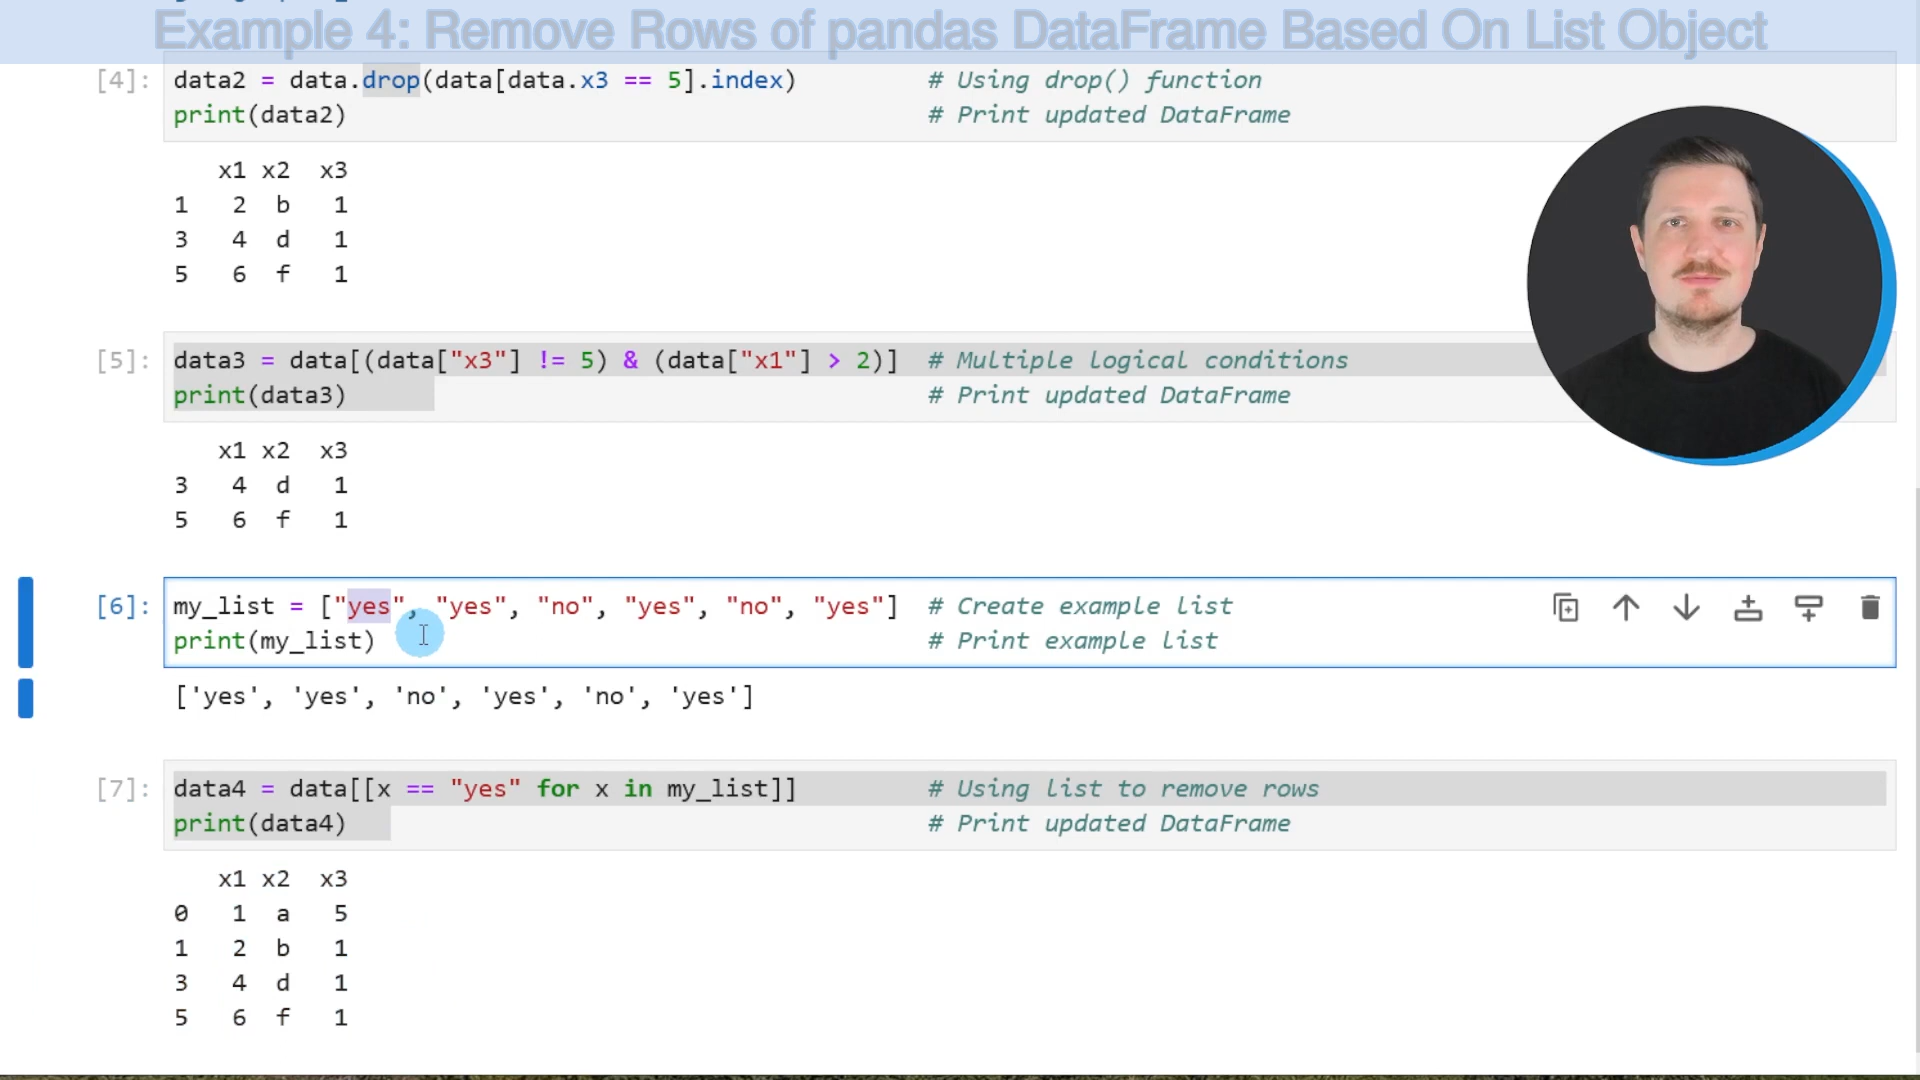 Example 4: Remove Rows of pandas DataFrame Based On List Object
[4]: data2 = data.drop(data[data.x3 == 5].index) # Using drop() function
print(data2) # Print updated DataFrame
x1 x2 x3
1 2 b 1
3 4 d 1
5 6 f 1
[5]: data3 = data[(data["x3"] != 5) & (data["x1"] > 2)] # Multiple logical conditions
print(data3) # Print updated DataFrame
x1 x2 x3
3 4 d 1
5 6 f 1
[6]: my_list = ["yes", "yes", "no", "yes", "no", "yes"] # Create example list
print(my_list) # Print example list
['yes', 'yes', 'no', 'yes', 'no', 'yes']
[7]: data4 = data[[x == "yes" for x in my_list]] # Using list to remove rows
print(data4) # Print updated DataFrame
x1 x2 x3
0 1 a 5
1 2 b 1
3 4 d 1
5 6 f 1